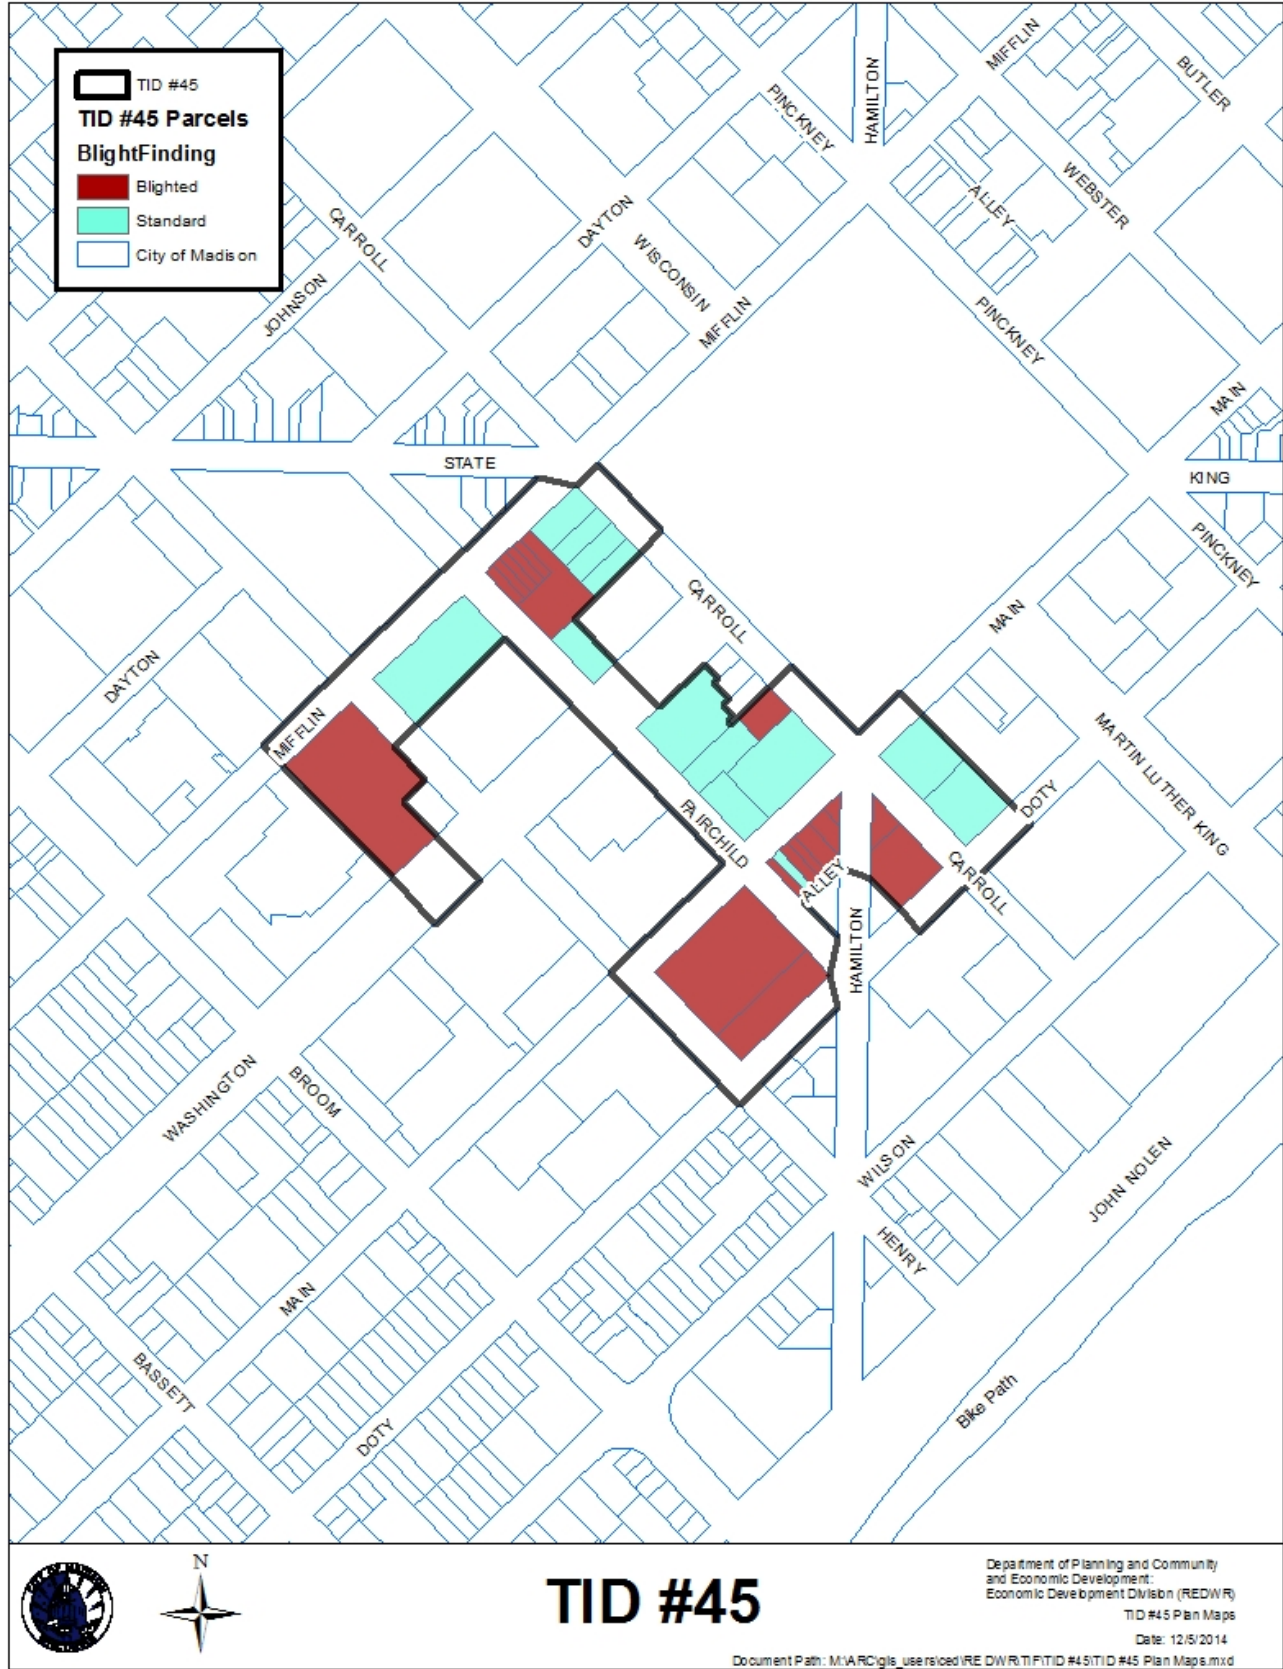 TID #45
TID #45 Parcels
BlightFinding
Blighted
Standard
City of Madison
MIFFLIN
BUTLER
HAMILTON
PINCKNEY
WEBSTER
ALLEY
CARROLL
DAYTON
WISCONSIN
MIFFLIN
JOHNSON
PINCKNEY
MAIN
STATE
KING
PINCKNEY
CARROLL
MAIN
DAYTON
MIFFLIN
MARTIN LUTHER KING
DOTY
FAIRCHILD
CARROLL
ALLEY
HAMILTON
WASHINGTON
BROOM
WILSON
JOHN NOLEN
HENRY
MAIN
BASSETT
DOTY
Bike Path
N
TID #45
Department of Planning and Community
and Economic Development:
Economic Development Division (REDWR)
TID #45 Plan Maps
Date: 12/5/2014
Document Path: M:\ARC\gis_users\ced\REDWR\TIF\TID #45\TID #45 Plan Maps.mxd